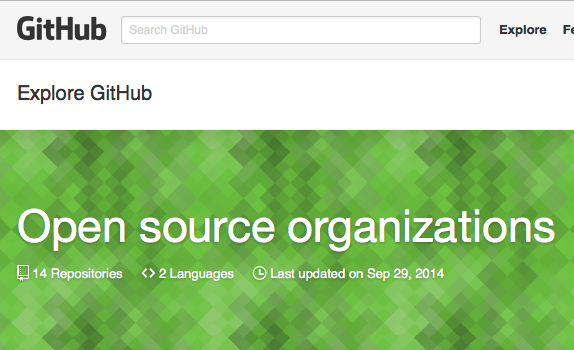 GitHub Search GitHub Explore Fe
Explore GitHub
Open source organizations
14 Repositories 2 Languages Last updated on Sep 29, 2014